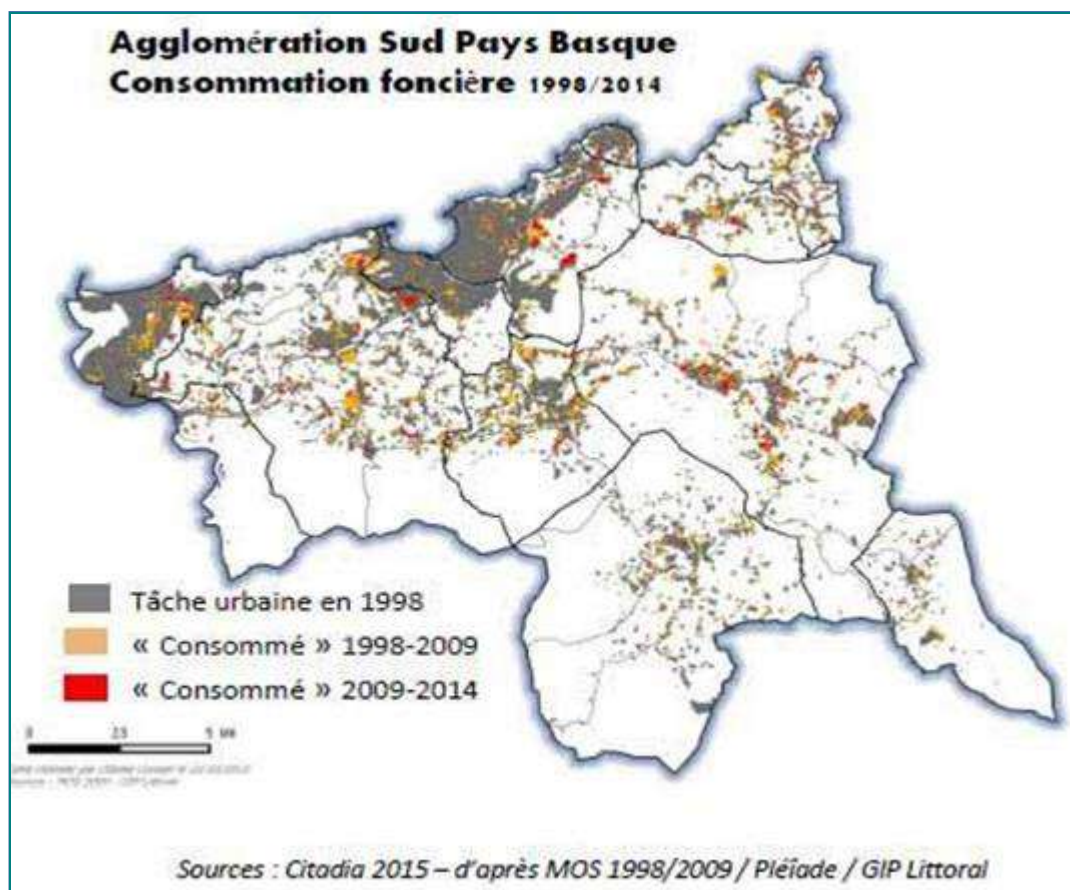 Agglomération Sud Pays Basque
Consommation foncière 1998/2014
Tâche urbaine en 1998
« Consommé » 1998-2009
« Consommé » 2009-2014
0 2.5 5 km
Sources : Citadia 2015 – d'après MOS 1998/2009 / Pléïade / GIP Littoral